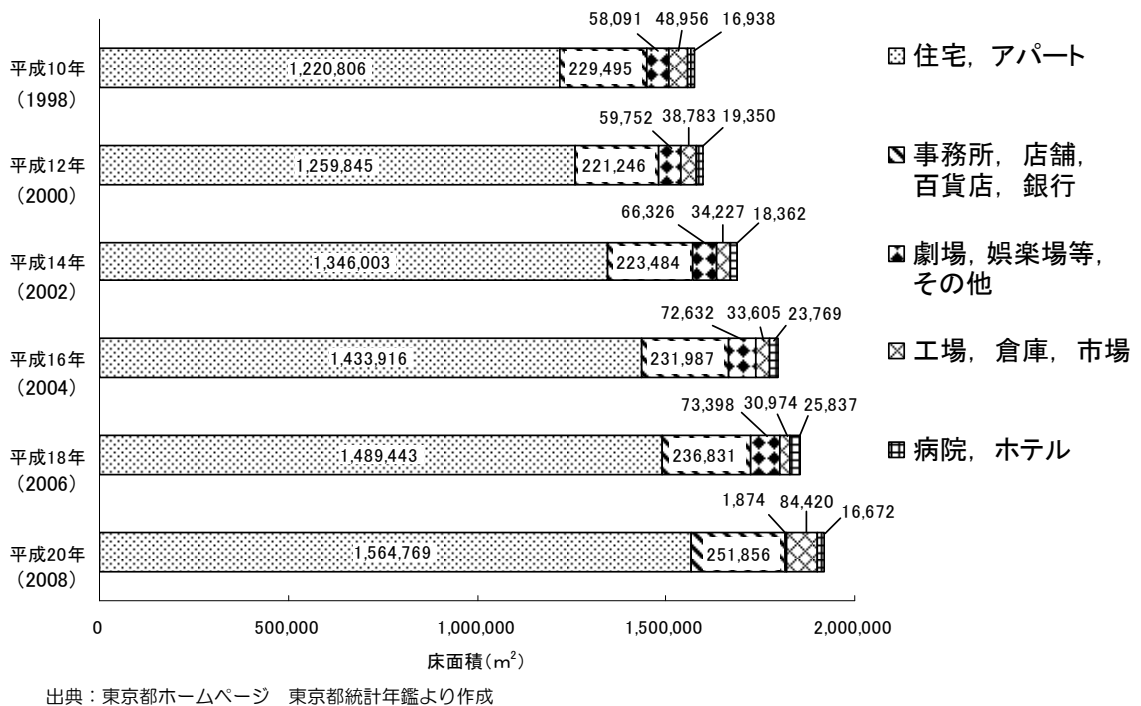 58,091 48,956 16,938
平成10年
(1998)
1,220,806 229,495
59,752 38,783 19,350
平成12年
(2000)
1,259,845 221,246
66,326 34,227 18,362
平成14年
(2002)
1,346,003 223,484
72,632 33,605 23,769
平成16年
(2004)
1,433,916 231,987
73,398 30,974 25,837
平成18年
(2006)
1,489,443 236,831
1,874 84,420 16,672
平成20年
(2008)
1,564,769 251,856
0 500,000 1,000,000 1,500,000 2,000,000
床面積(m²)
住宅，アパート
事務所，店舗，
百貨店，銀行
劇場，娯楽場等，
その他
工場，倉庫，市場
病院，ホテル
出典：東京都ホームページ　東京都統計年鑑より作成